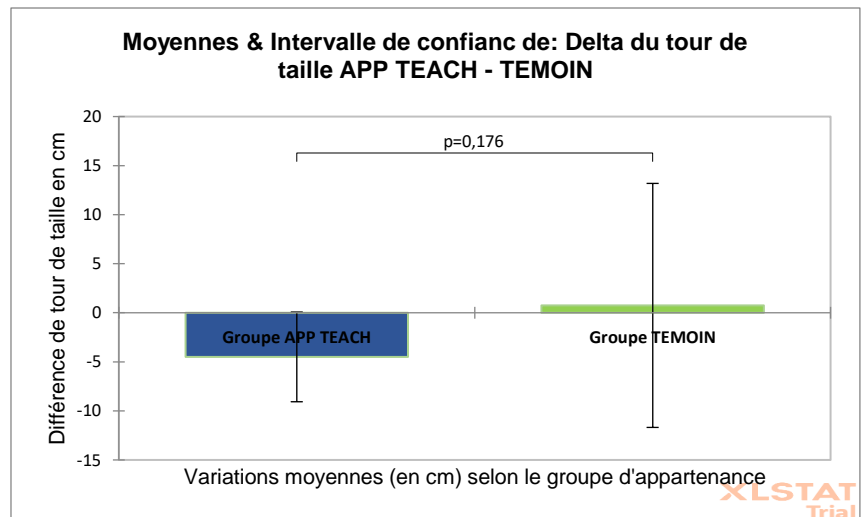 Moyennes & Intervalle de confianc de: Delta du tour de
taille APP TEACH - TEMOIN
Différence de tour de taille en cm
20
15
10
5
0
-5
-10
-15
p=0,176
Groupe APP TEACH
Groupe TEMOIN
Variations moyennes (en cm) selon le groupe d'appartenance
XLSTAT
Trial